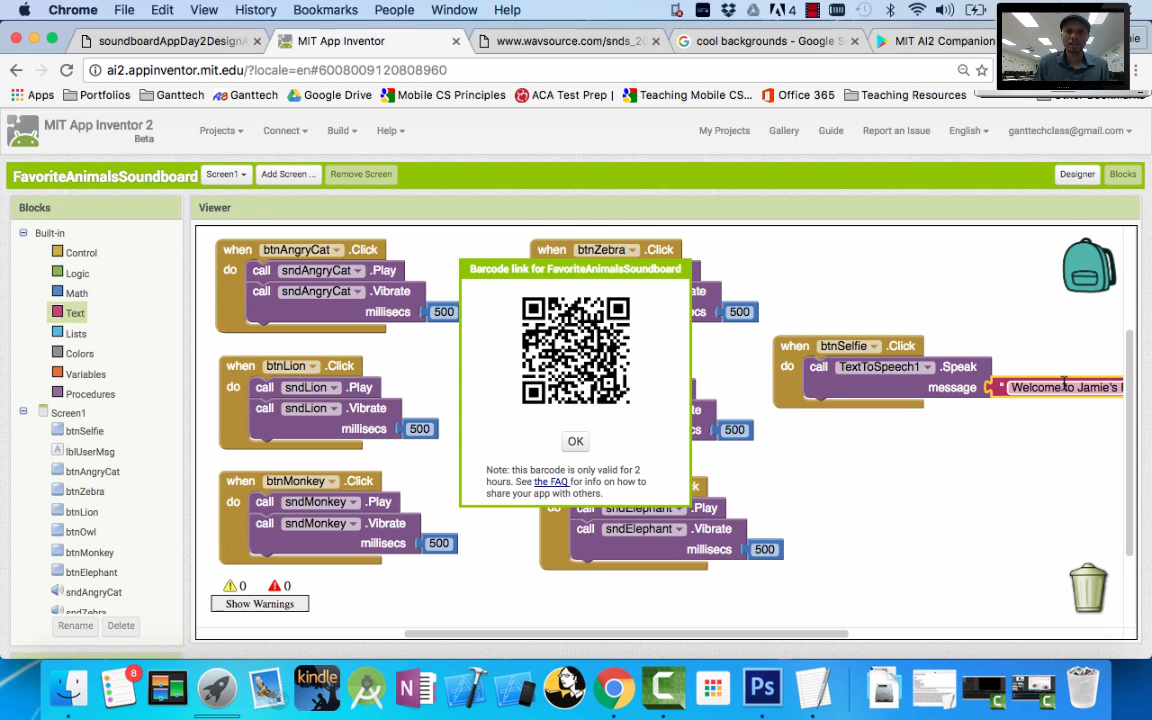 Chrome File Edit View History Bookmarks People Window Help
soundboardAppDay2DesignA MIT App Inventor www.wavsource.com/snds_20 cool backgrounds - Google S MIT AI2 Companion
ai2.appinventor.mit.edu/?locale=en#6008009120808960
Apps Portfolios Ganttech Ganttech Google Drive Mobile CS Principles ACA Test Prep | Teaching Mobile CS... Office 365 Teaching Resources
MIT App Inventor 2
Beta
Projects Connect Build Help My Projects Gallery Guide Report an Issue English ganttechclass@gmail.com
FavoriteAnimalsSoundboard Screen1 Add Screen ... Remove Screen Designer Blocks
Blocks
Built-in
Control
Logic
Math
Text
Lists
Colors
Variables
Procedures
Screen1
btnSelfie
lblUserMsg
btnAngryCat
btnZebra
btnLion
btnOwl
btnMonkey
btnElephant
sndAngryCat
sndZebra
Rename Delete
Viewer
when btnAngryCat .Click
do call sndAngryCat .Play
call sndAngryCat .Vibrate
millisecs 500
when btnLion .Click
do call sndLion .Play
call sndLion .Vibrate
millisecs 500
when btnMonkey .Click
do call sndMonkey .Play
call sndMonkey .Vibrate
millisecs 500
0 0
Show Warnings
when btnZebra .Click
500
500
call sndElephant .Play
call sndElephant .Vibrate
millisecs 500
Barcode link for FavoriteAnimalsSoundboard
OK
Note: this barcode is only valid for 2
hours. See the FAQ for info on how to
share your app with others.
when btnSelfie .Click
do call TextToSpeech1 .Speak
message " Welcome to Jamie's
8
kindle
N
C
Ps